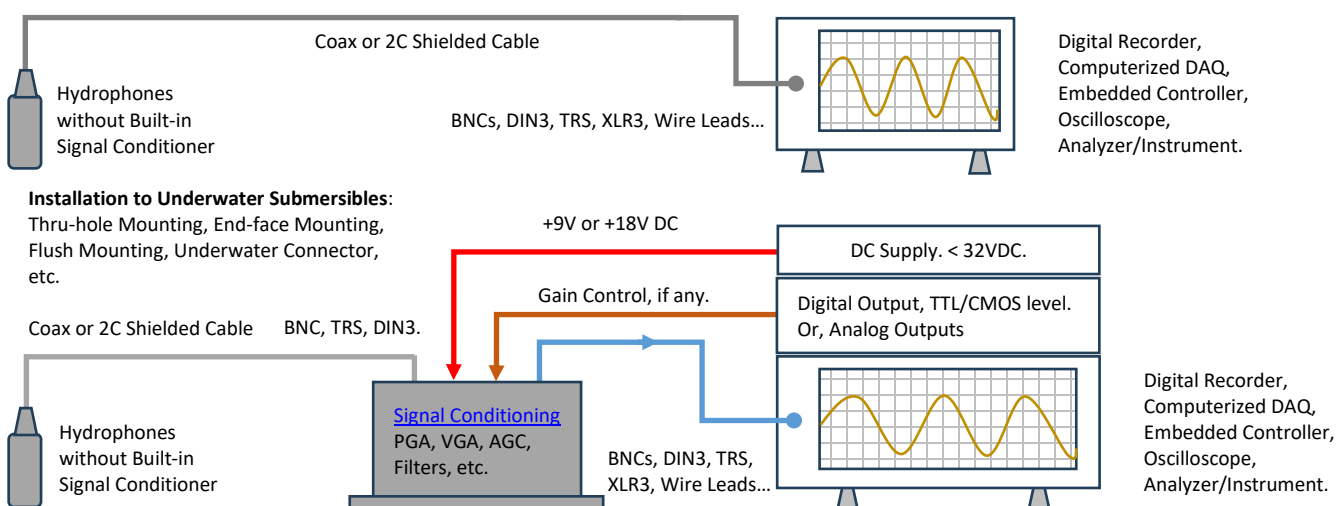 Coax or 2C Shielded Cable
Hydrophones
without Built-in
Signal Conditioner
BNCs, DIN3, TRS, XLR3, Wire Leads...
Digital Recorder,
Computerized DAQ,
Embedded Controller,
Oscilloscope,
Analyzer/Instrument.
Installation to Underwater Submersibles:
Thru-hole Mounting, End-face Mounting,
Flush Mounting, Underwater Connector,
etc.
+9V or +18V DC
DC Supply. < 32VDC.
Gain Control, if any.
Digital Output, TTL/CMOS level.
Or, Analog Outputs
Coax or 2C Shielded Cable
BNC, TRS, DIN3.
Hydrophones
without Built-in
Signal Conditioner
Signal Conditioning
PGA, VGA, AGC,
Filters, etc.
BNCs, DIN3, TRS,
XLR3, Wire Leads...
Digital Recorder,
Computerized DAQ,
Embedded Controller,
Oscilloscope,
Analyzer/Instrument.